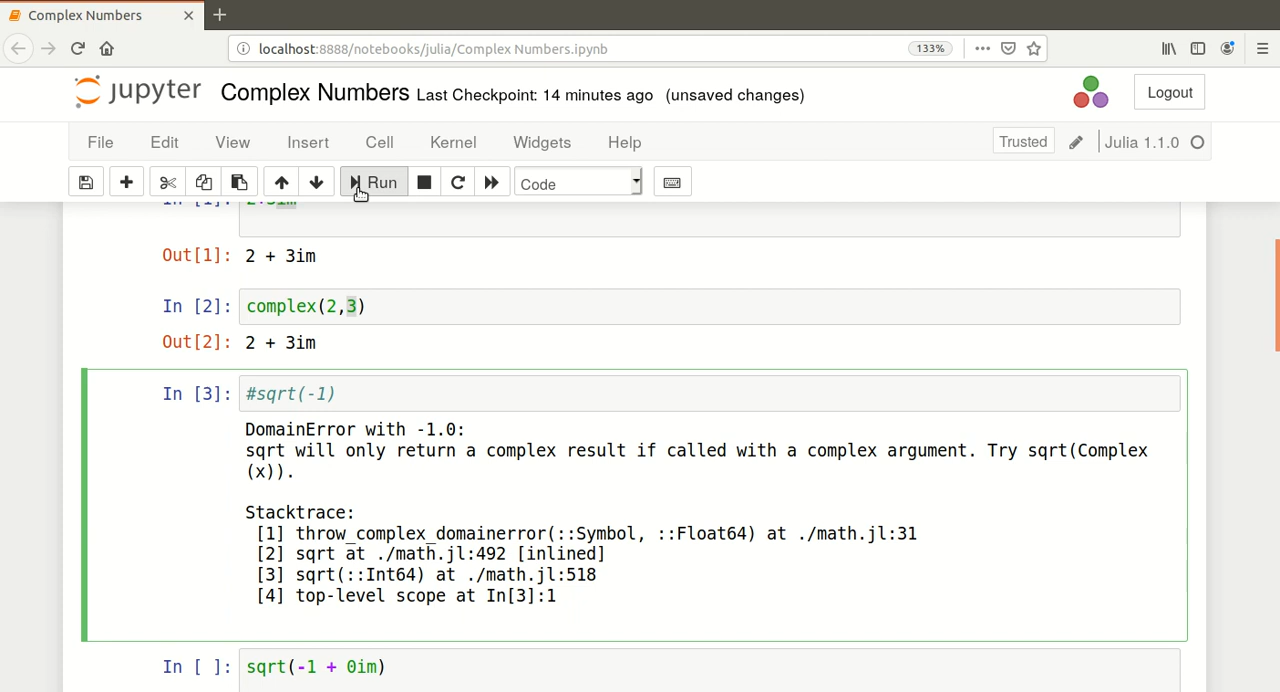 Complex Numbers
localhost:8888/notebooks/julia/Complex Numbers.ipynb
133%
jupyter Complex Numbers Last Checkpoint: 14 minutes ago (unsaved changes)
Logout
File Edit View Insert Cell Kernel Widgets Help
Trusted
Julia 1.1.0
Run
Code
In [1]: 2+3im
Out[1]: 2 + 3im
In [2]: complex(2,3)
Out[2]: 2 + 3im
In [3]: #sqrt(-1)
DomainError with -1.0:
sqrt will only return a complex result if called with a complex argument. Try sqrt(Complex
(x)).
Stacktrace:
[1] throw_complex_domainerror(::Symbol, ::Float64) at ./math.jl:31
[2] sqrt at ./math.jl:492 [inlined]
[3] sqrt(::Int64) at ./math.jl:518
[4] top-level scope at In[3]:1
In [ ]: sqrt(-1 + 0im)